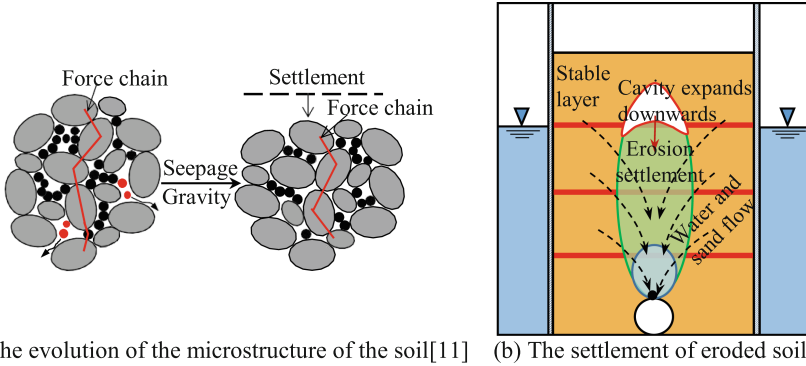 Force chain
Settlement
Force chain
Seepage
Gravity
Stable
layer
Cavity expands
downwards
Erosion
settlement
Water and
sand flow
he evolution of the microstructure of the soil[11]
(b) The settlement of eroded soil